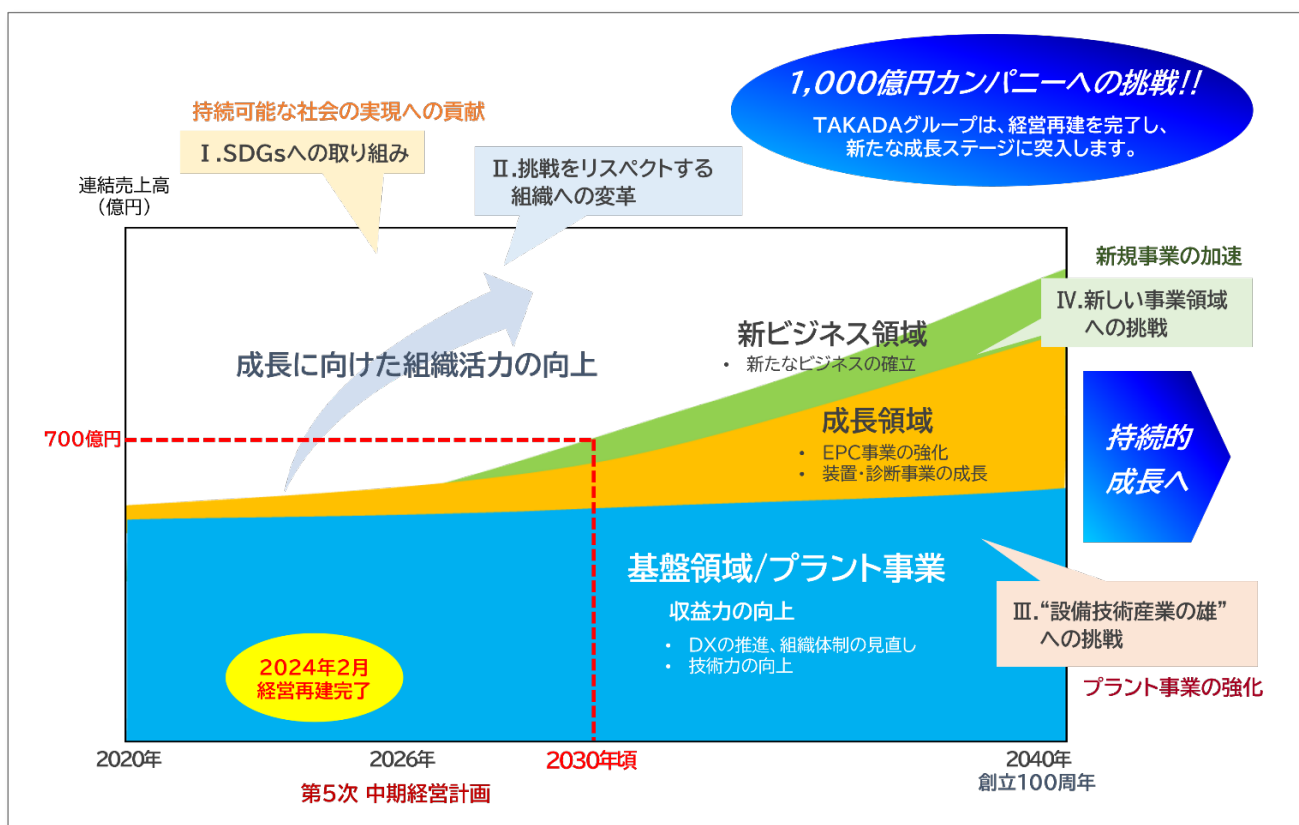 1,000億円カンパニーへの挑戦!!
TAKADAグループは、経営再建を完了し、
新たな成長ステージに突入します。
持続可能な社会の実現への貢献
Ⅰ.SDGsへの取り組み
Ⅱ.挑戦をリスペクトする
組織への変革
連結売上高
（億円）
新規事業の加速
Ⅳ.新しい事業領域
への挑戦
新ビジネス領域
• 新たなビジネスの確立
成長に向けた組織活力の向上
成長領域
• EPC事業の強化
• 装置・診断事業の成長
700億円
持続的
成長へ
基盤領域/プラント事業
収益力の向上
• DXの推進、組織体制の見直し
• 技術力の向上
Ⅲ.“設備技術産業の雄”
への挑戦
プラント事業の強化
2024年2月
経営再建完了
2020年
2026年
2030年頃
2040年
創立100周年
第5次 中期経営計画